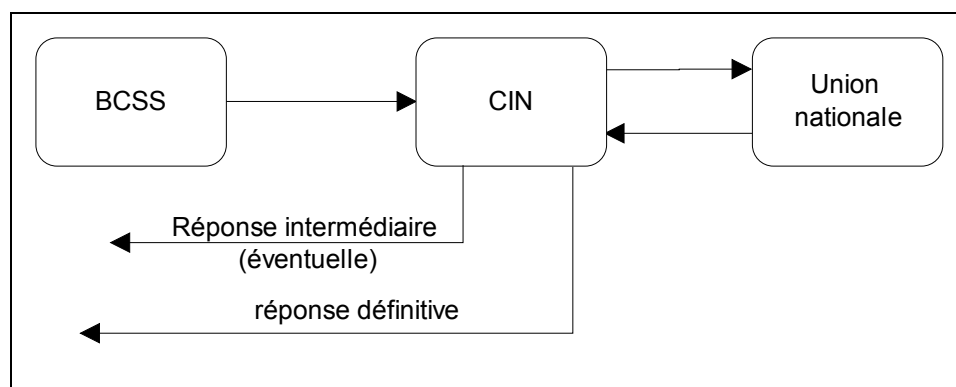 BCSS
CIN
Union
nationale
Réponse intermédiaire
(éventuelle)
réponse définitive